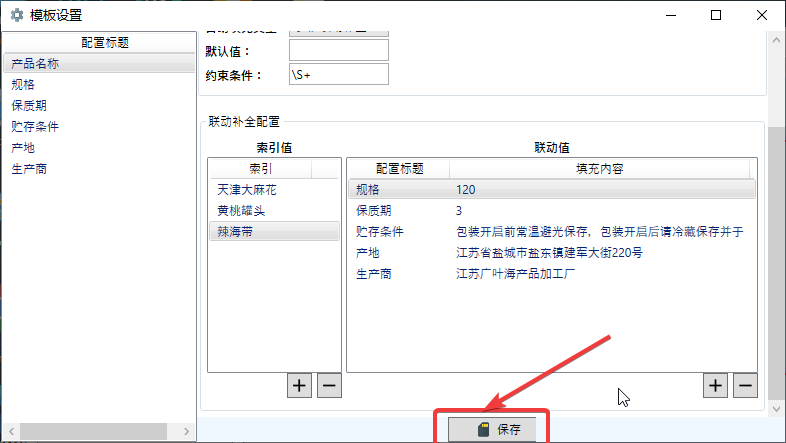 模板设置
配置标题
产品名称
规格
保质期
贮存条件
产地
生产商
默认值：
约束条件：
\S+
联动补全配置
索引值
联动值
索引
天津大麻花
黄桃罐头
辣海带
配置标题 填充内容
规格 120
保质期 3
贮存条件 包装开启前常温避光保存，包装开启后请冷藏保存并于
产地 江苏省盐城市盐东镇建军大街220号
生产商 江苏广叶海产品加工厂
保存